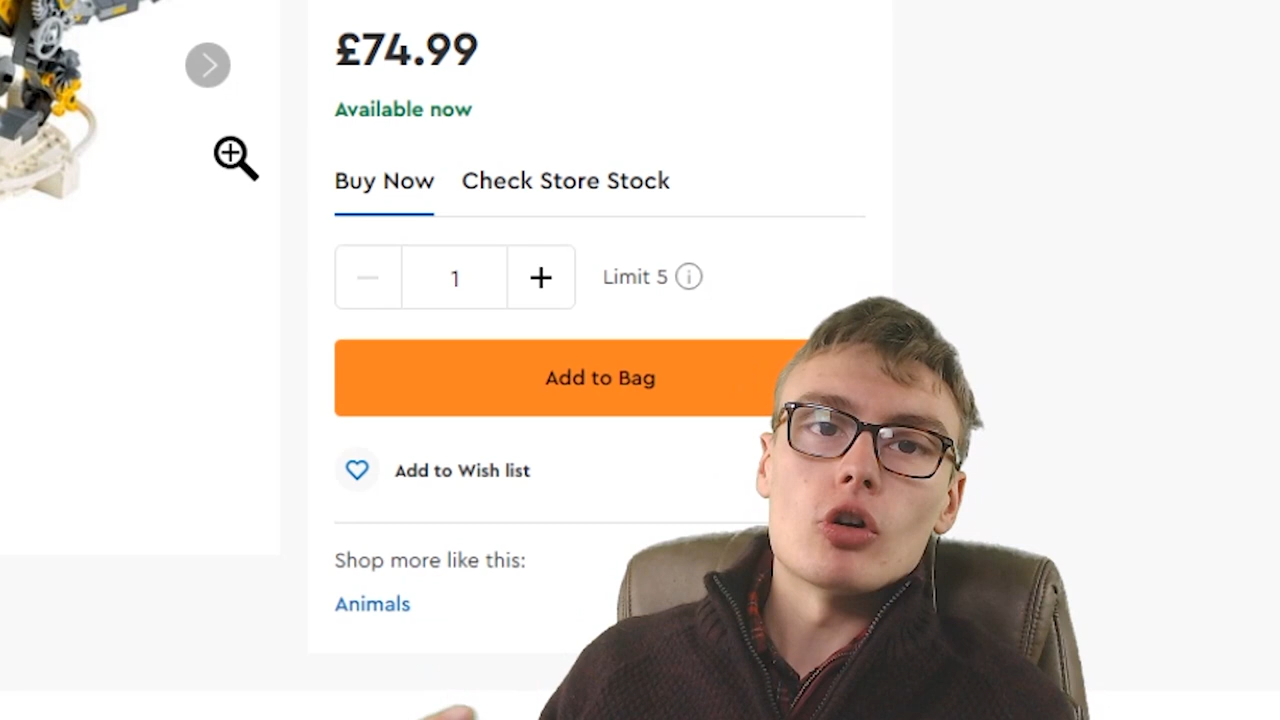 £74.99
Available now
Buy Now Check Store Stock
1 Limit 5
Add to Bag
Add to Wish list
Shop more like this:
Animals